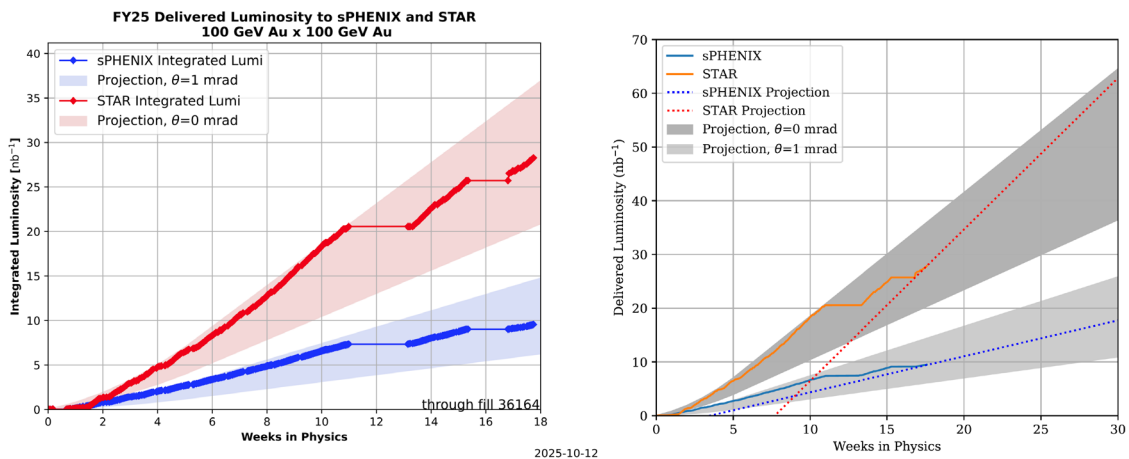 FY25 Delivered Luminosity to sPHENIX and STAR
100 GeV Au x 100 GeV Au
40
35
30
25
20
15
10
5
0
Integrated Luminosity [nb⁻¹]
sPHENIX Integrated Lumi
Projection, θ=1 mrad
STAR Integrated Lumi
Projection, θ=0 mrad
through fill 36164
0 2 4 6 8 10 12 14 16 18
Weeks in Physics
2025-10-12
70
60
50
40
30
20
10
0
Delivered Luminosity (nb⁻¹)
sPHENIX
STAR
sPHENIX Projection
STAR Projection
Projection, θ=0 mrad
Projection, θ=1 mrad
0 5 10 15 20 25 30
Weeks in Physics